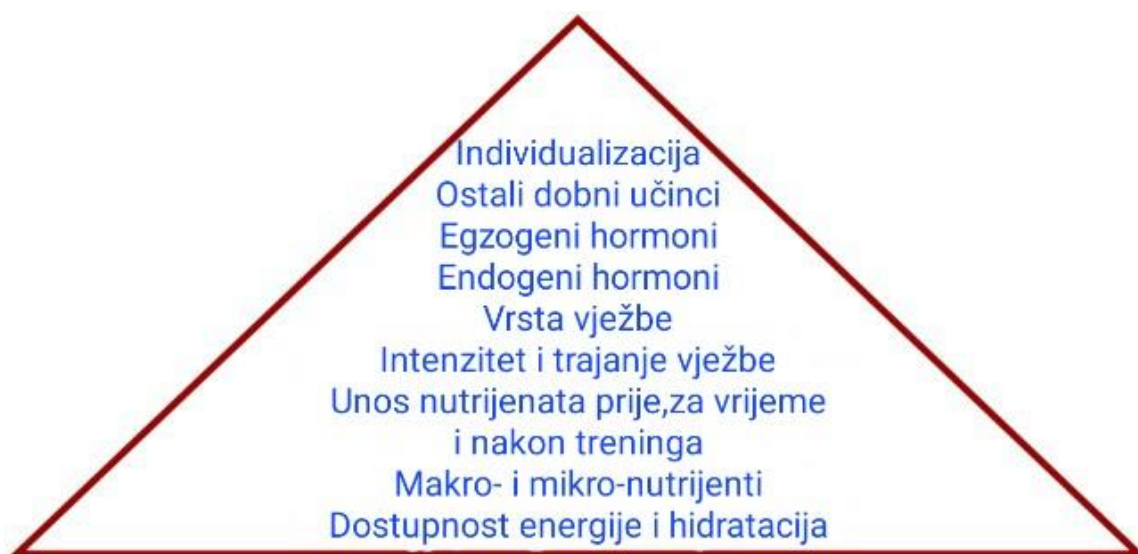 Individualizacija
Ostali dobni učinci
Egzogeni hormoni
Endogeni hormoni
Vrsta vježbe
Intenzitet i trajanje vježbe
Unos nutrijenata prije,za vrijeme
i nakon treninga
Makro- i mikro-nutrijenti
Dostupnost energije i hidratacija